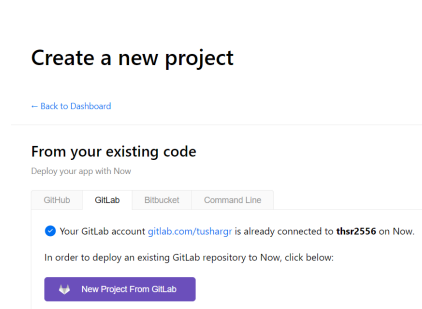 Create a new project
← Back to Dashboard
From your existing code
Deploy your app with Now
GitHub GitLab Bitbucket Command Line
Your GitLab account gitlab.com/tushargr is already connected to thsr2556 on Now.
In order to deploy an existing GitLab repository to Now, click below:
New Project From GitLab